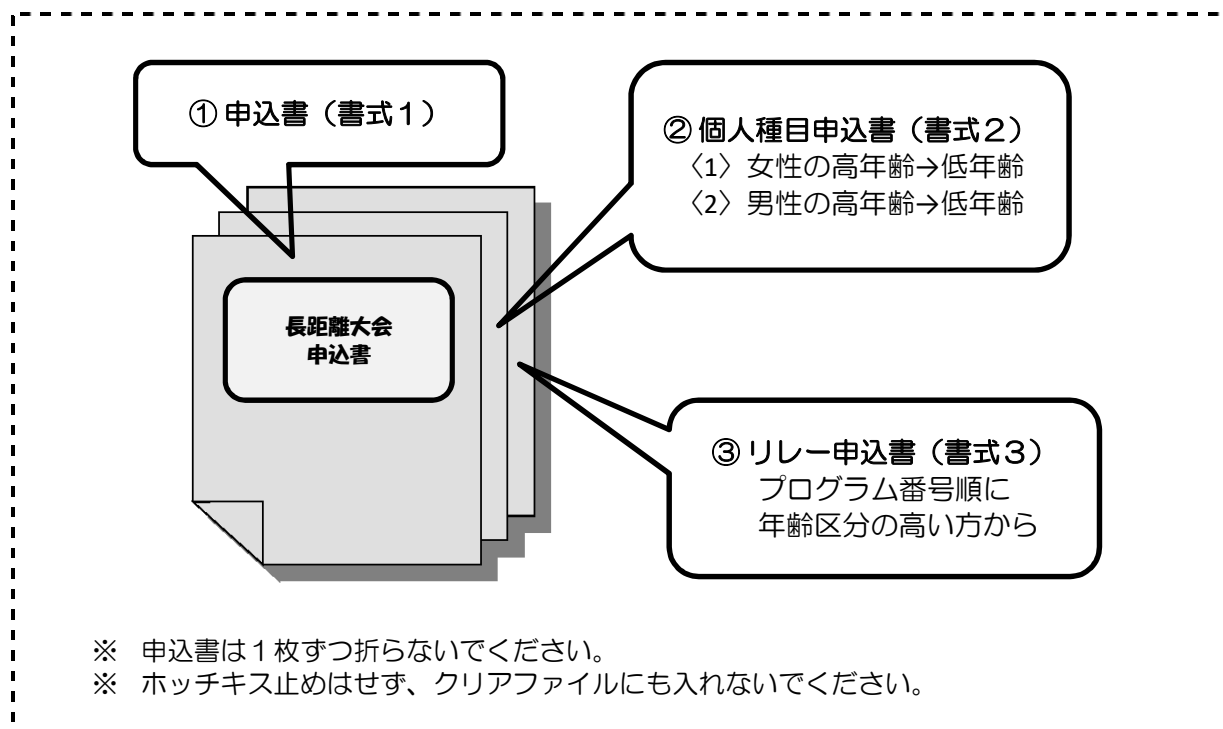 ① 申込書（書式１）
② 個人種目申込書（書式２）
〈1〉女性の高年齢→低年齢
〈2〉男性の高年齢→低年齢
長距離大会
申込書
③ リレー申込書（書式３）
プログラム番号順に
年齢区分の高い方から
※　申込書は１枚ずつ折らないでください。
※　ホッチキス止めはせず、クリアファイルにも入れないでください。